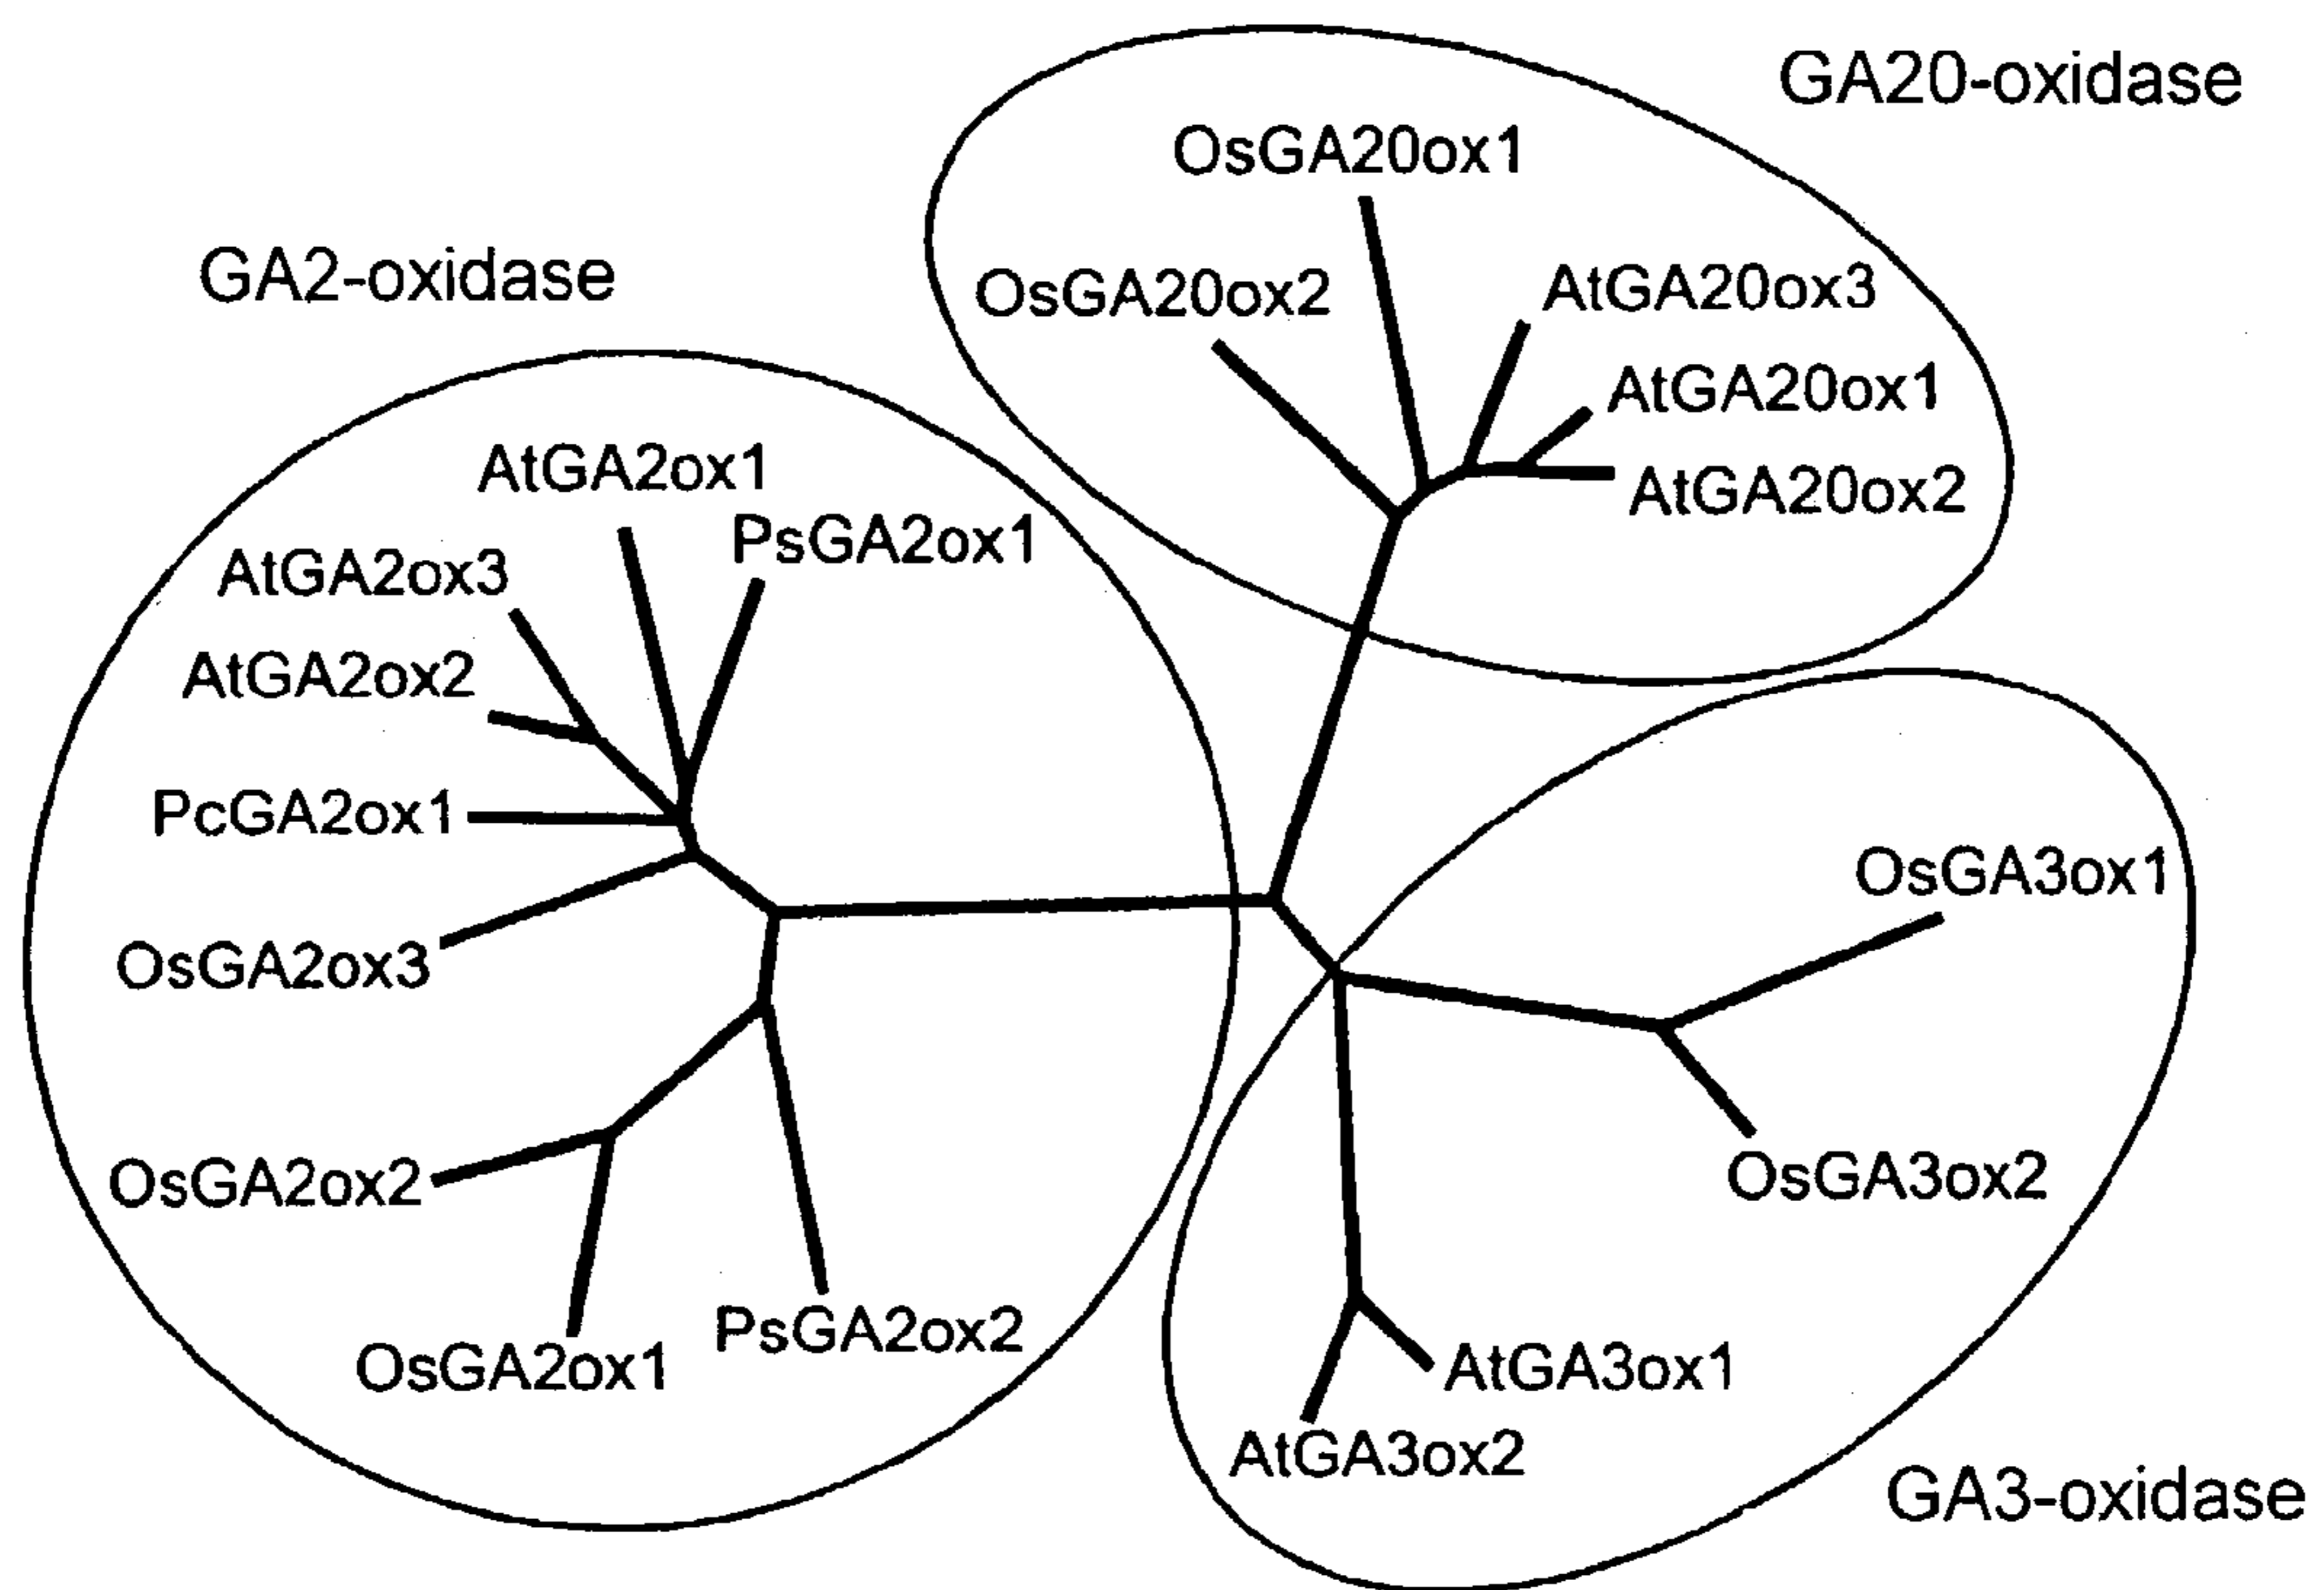 GA20-oxidase
OsGA20ox1
GA2-oxidase
OsGA20ox2
AtGA20ox3
AtGA20ox1
AtGA2ox1
AtGA20ox2
PsGA2ox1
AtGA2ox3
AtGA2ox2
PcGA2ox1
OsGA3ox1
OsGA2ox3
OsGA2ox2
OsGA3ox2
PsGA2ox2
OsGA2ox1
AtGA3ox1
AtGA3ox2
GA3-oxidase